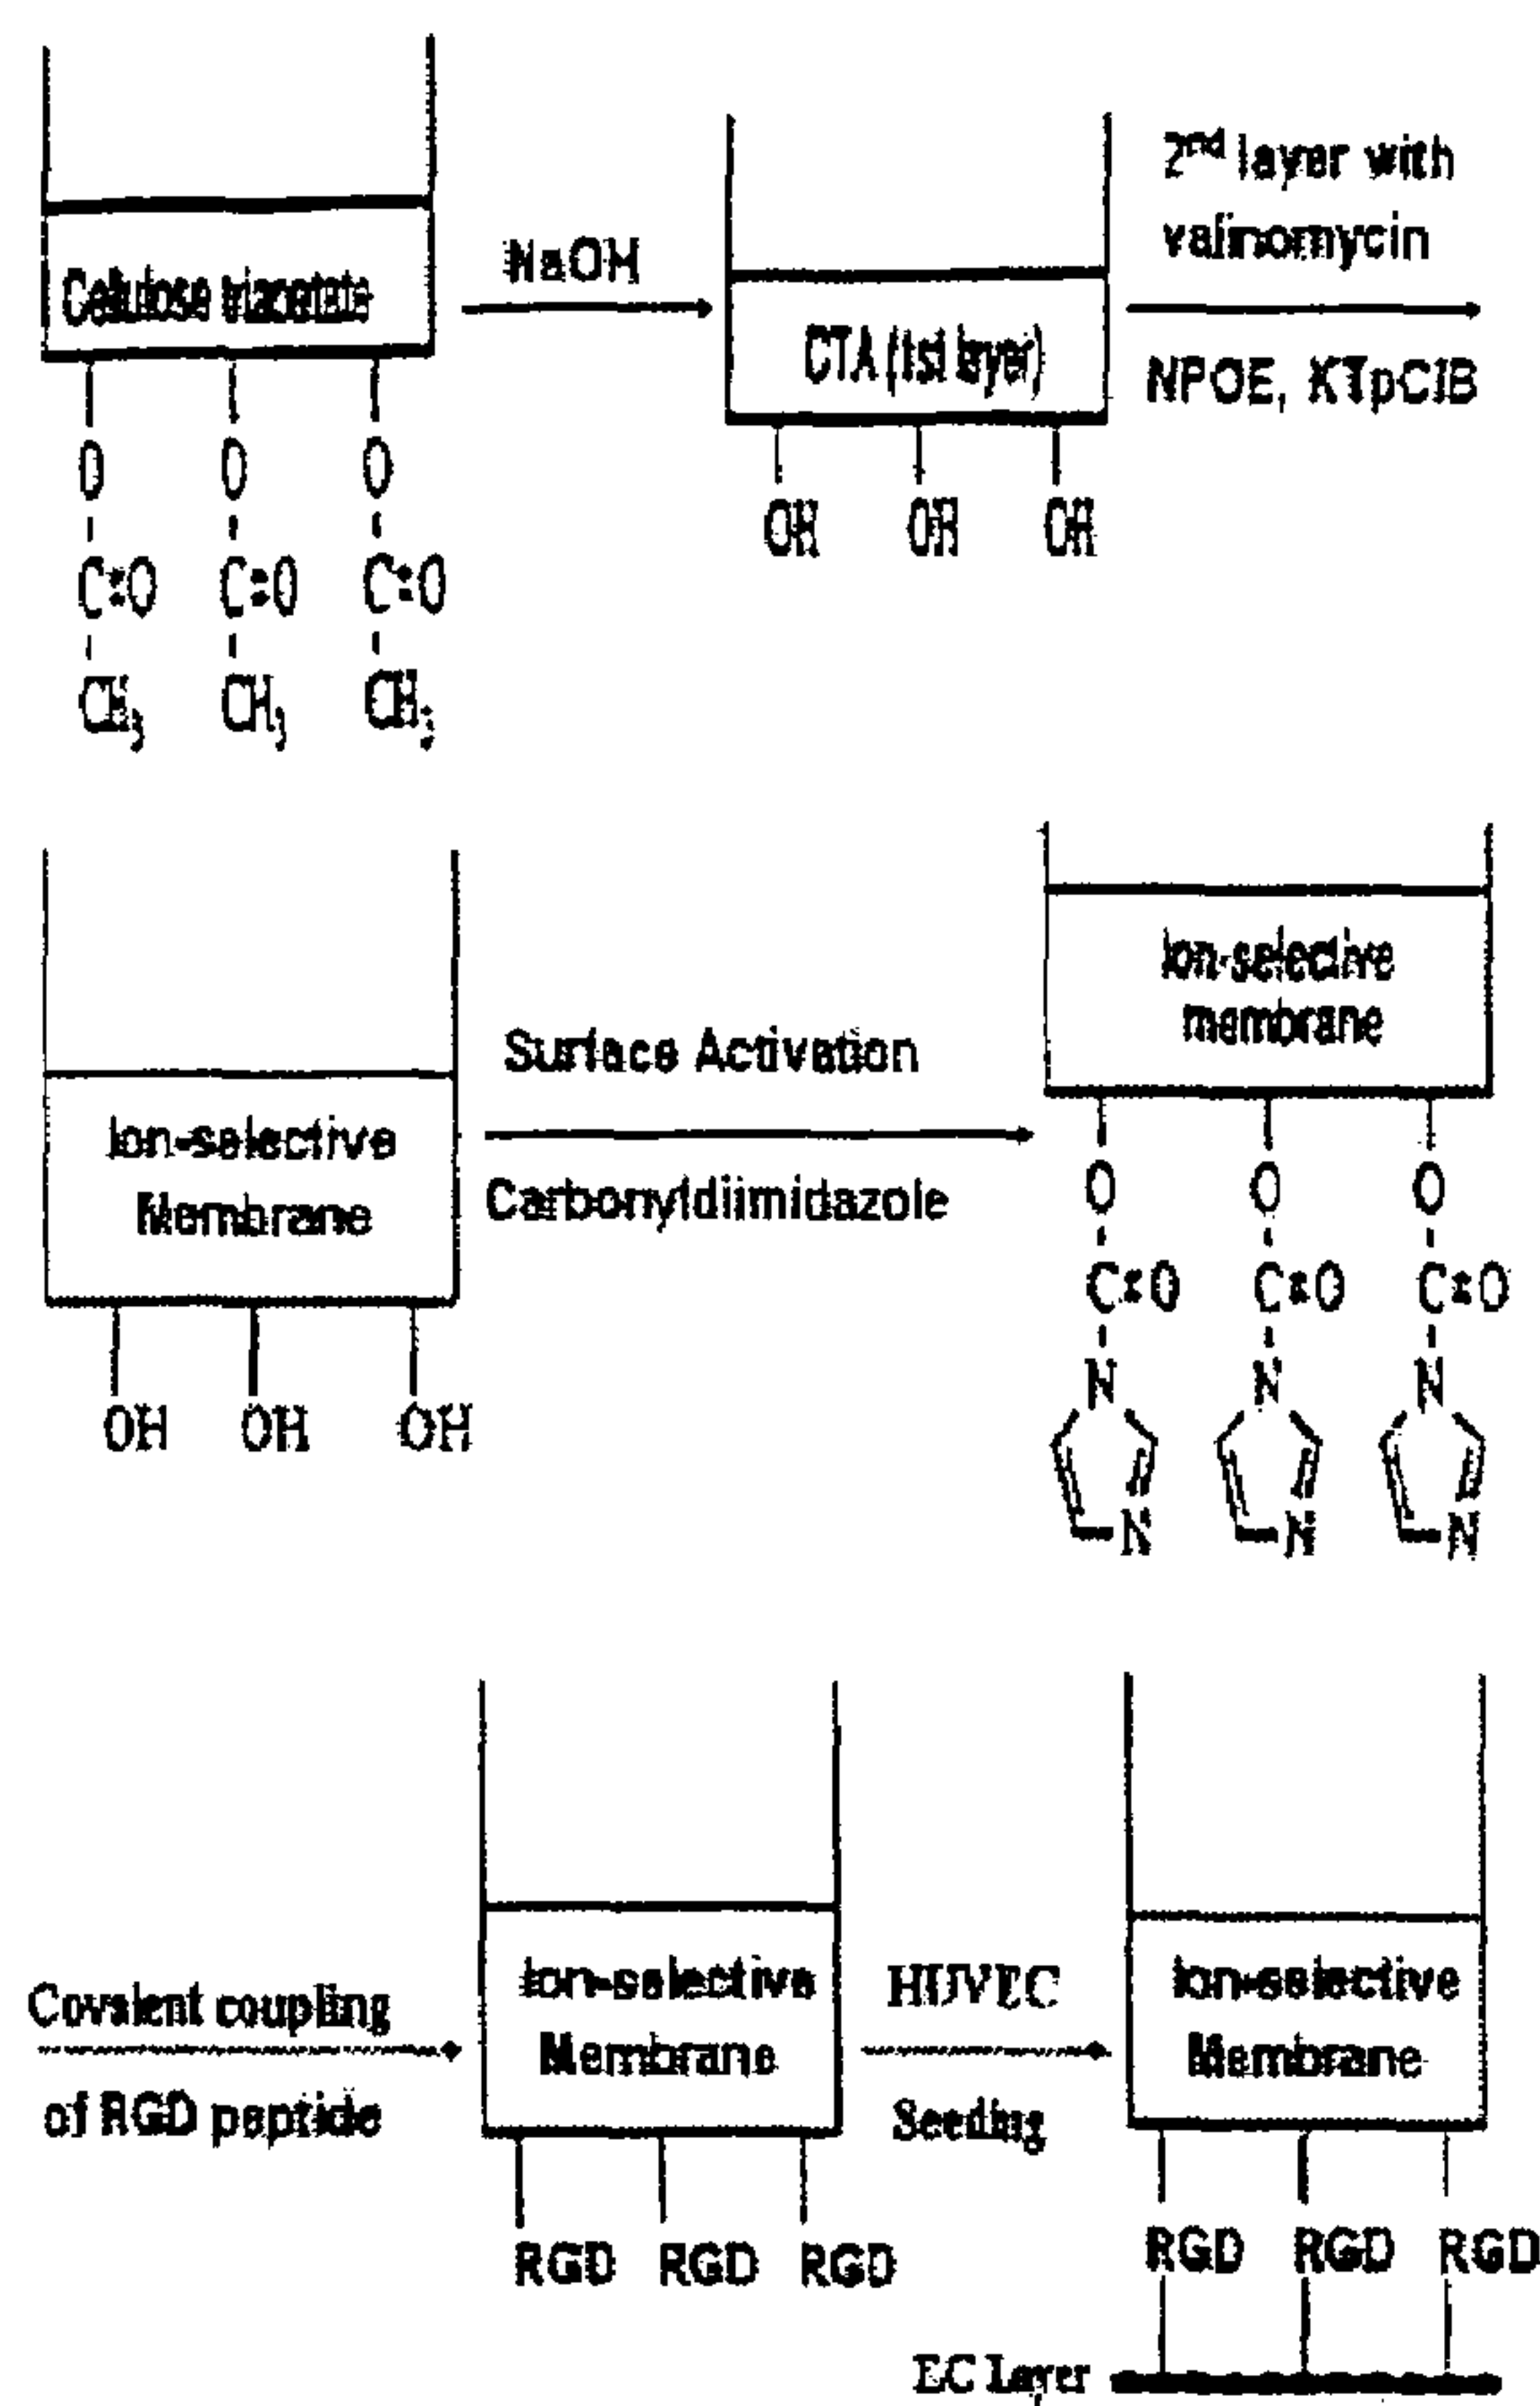 Cellulose triacetate
NaOH
CTA (1st layer)
2nd layer with
valinomycin
NPOE, KTpClB
O O O
C=O C=O C=O
CH3 CH3 CH3
OH OH OH
Ion-selective
Membrane
Surface Activation
Carbonyldiimidazole
Ion-selective
membrane
OH OH OH
O O O
C=O C=O C=O
N N N
N N N
Covalent coupling
of RGD peptide
Ion-selective
Membrane
HUVEC
Seeding
Ion-selective
Membrane
RGD RGD RGD
RGD RGD RGD
EC Layer